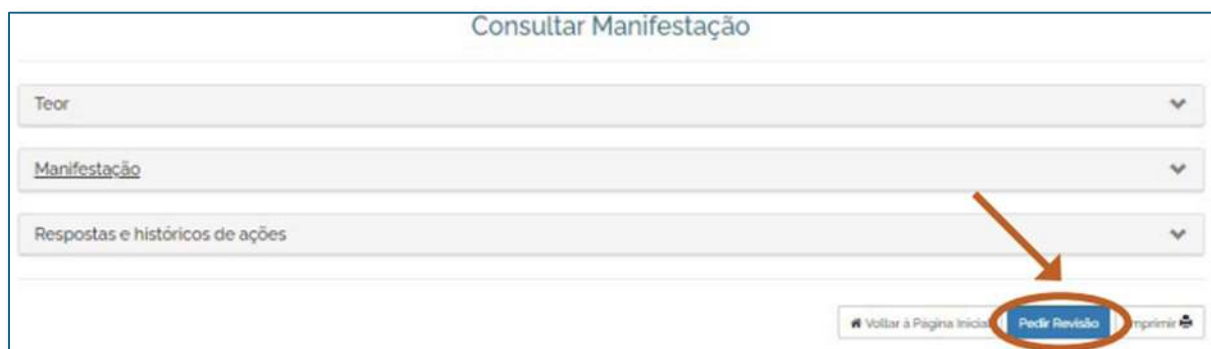 Consultar Manifestação
Teor
Manifestação
Respostas e históricos de ações
Voltar à Página Inicial Pedir Revisão Imprimir